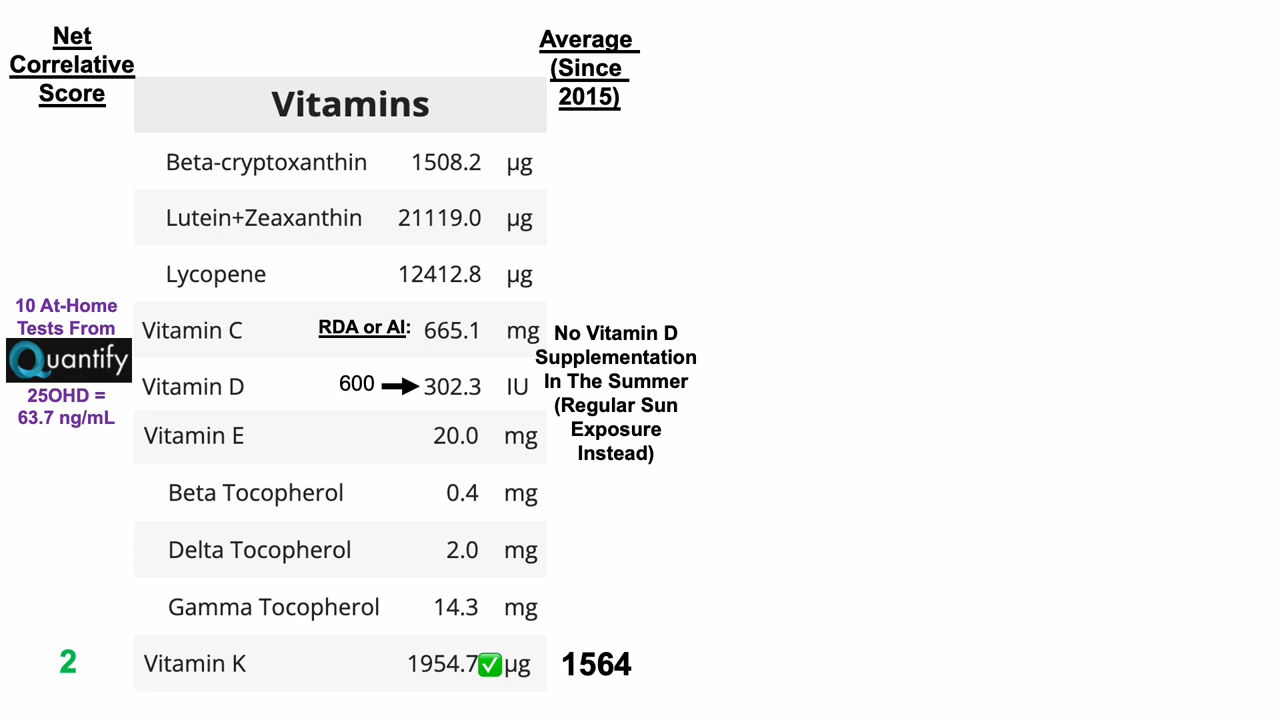 Net
Correlative
Score
Average
(Since
2015)
Vitamins
Beta-cryptoxanthin 1508.2 µg
Lutein+Zeaxanthin 21119.0 µg
Lycopene 12412.8 µg
10 At-Home
Tests From
Quantify
25OHD =
63.7 ng/mL
Vitamin C RDA or AI: 665.1 mg
Vitamin D 600 302.3 IU
No Vitamin D
Supplementation
In The Summer
(Regular Sun
Exposure
Instead)
Vitamin E 20.0 mg
Beta Tocopherol 0.4 mg
Delta Tocopherol 2.0 mg
Gamma Tocopherol 14.3 mg
2 Vitamin K 1954.7 µg 1564